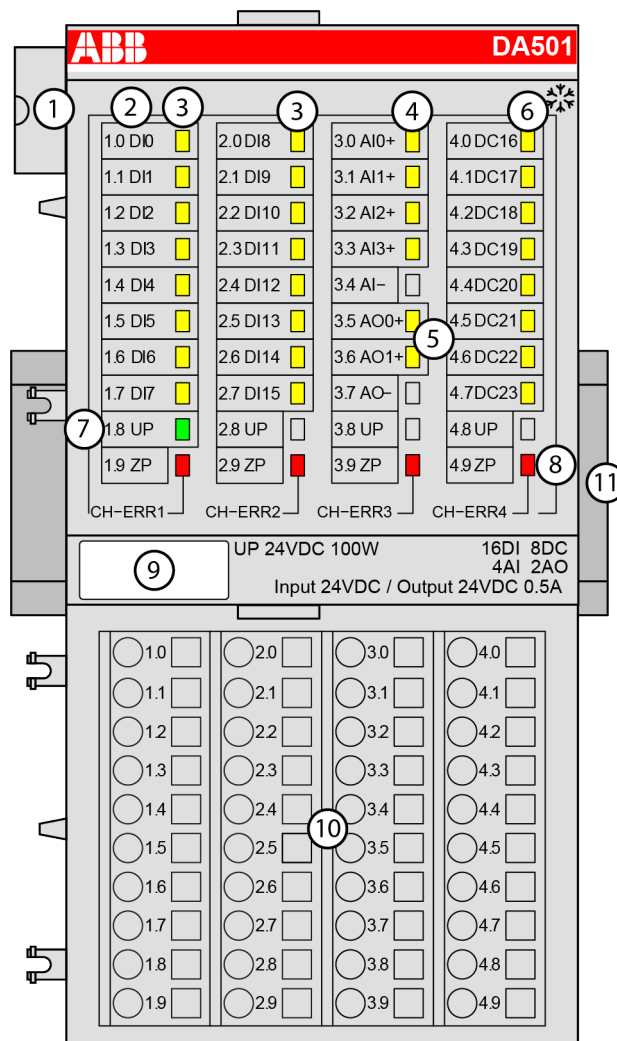 ABB DA501
1 2 3 3 4 6
1.0 DI0 2.0 DI8 3.0 AI0+ 4.0 DC16
1.1 DI1 2.1 DI9 3.1 AI1+ 4.1 DC17
1.2 DI2 2.2 DI10 3.2 AI2+ 4.2 DC18
1.3 DI3 2.3 DI11 3.3 AI3+ 4.3 DC19
1.4 DI4 2.4 DI12 3.4 AI− 4.4 DC20
1.5 DI5 2.5 DI13 3.5 AO0+ 5 4.5 DC21
1.6 DI6 2.6 DI14 3.6 AO1+ 4.6 DC22
1.7 DI7 2.7 DI15 3.7 AO− 4.7 DC23
7 1.8 UP 2.8 UP 3.8 UP 4.8 UP
1.9 ZP 2.9 ZP 3.9 ZP 4.9 ZP 8 11
CH−ERR1 CH−ERR2 CH−ERR3 CH−ERR4
9 UP 24VDC 100W 16DI 8DC
4AI 2AO
Input 24VDC / Output 24VDC 0.5A
1.0 2.0 3.0 4.0
1.1 2.1 3.1 4.1
1.2 2.2 3.2 4.2
1.3 2.3 3.3 4.3
1.4 2.4 10 3.4 4.4
1.5 2.5 3.5 4.5
1.6 2.6 3.6 4.6
1.7 2.7 3.7 4.7
1.8 2.8 3.8 4.8
1.9 2.9 3.9 4.9